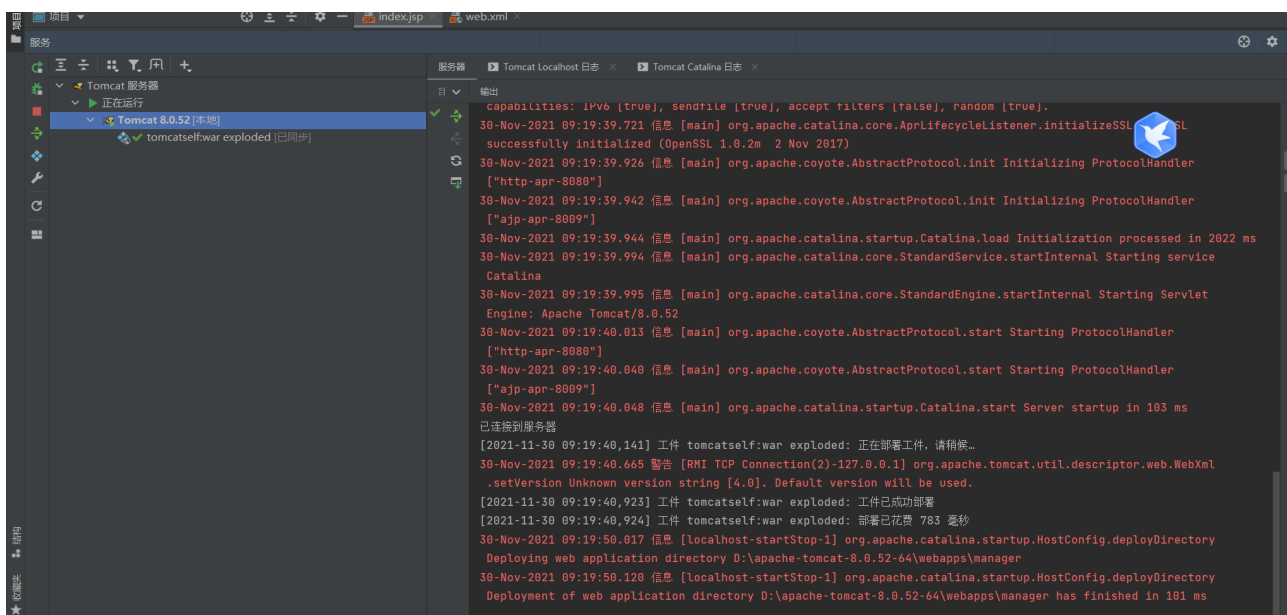 项目
项目
index.jsp
web.xml
服务
服务器
Tomcat Localhost 日志
Tomcat Catalina 日志
Tomcat 服务器
正在运行
Tomcat 8.0.52 [本地]
tomcatself:war exploded [已同步]
输出
capabilities: IPv6 [true], sendfile [true], accept filters [false], random [true].
30-Nov-2021 09:19:39.721 信息 [main] org.apache.catalina.core.AprLifecycleListener.initializeSSL
successfully initialized (OpenSSL 1.0.2m  2 Nov 2017)
30-Nov-2021 09:19:39.926 信息 [main] org.apache.coyote.AbstractProtocol.init Initializing ProtocolHandler
["http-apr-8080"]
30-Nov-2021 09:19:39.942 信息 [main] org.apache.coyote.AbstractProtocol.init Initializing ProtocolHandler
["ajp-apr-8009"]
30-Nov-2021 09:19:39.944 信息 [main] org.apache.catalina.startup.Catalina.load Initialization processed in 2022 ms
30-Nov-2021 09:19:39.994 信息 [main] org.apache.catalina.core.StandardService.startInternal Starting service
Catalina
30-Nov-2021 09:19:39.995 信息 [main] org.apache.catalina.core.StandardEngine.startInternal Starting Servlet
Engine: Apache Tomcat/8.0.52
30-Nov-2021 09:19:40.013 信息 [main] org.apache.coyote.AbstractProtocol.start Starting ProtocolHandler
["http-apr-8080"]
30-Nov-2021 09:19:40.040 信息 [main] org.apache.coyote.AbstractProtocol.start Starting ProtocolHandler
["ajp-apr-8009"]
30-Nov-2021 09:19:40.048 信息 [main] org.apache.catalina.startup.Catalina.start Server startup in 103 ms
已连接到服务器
[2021-11-30 09:19:40,141] 工件 tomcatself:war exploded: 正在部署工件，请稍候…
30-Nov-2021 09:19:40.665 警告 [RMI TCP Connection(2)-127.0.0.1] org.apache.tomcat.util.descriptor.web.WebXml
.setVersion Unknown version string [4.0]. Default version will be used.
[2021-11-30 09:19:40,923] 工件 tomcatself:war exploded: 工件已成功部署
[2021-11-30 09:19:40,924] 工件 tomcatself:war exploded: 部署已花费 783 毫秒
30-Nov-2021 09:19:50.017 信息 [localhost-startStop-1] org.apache.catalina.startup.HostConfig.deployDirectory
Deploying web application directory D:\apache-tomcat-8.0.52-64\webapps\manager
30-Nov-2021 09:19:50.120 信息 [localhost-startStop-1] org.apache.catalina.startup.HostConfig.deployDirectory
Deployment of web application directory D:\apache-tomcat-8.0.52-64\webapps\manager has finished in 101 ms
结构
收藏夹